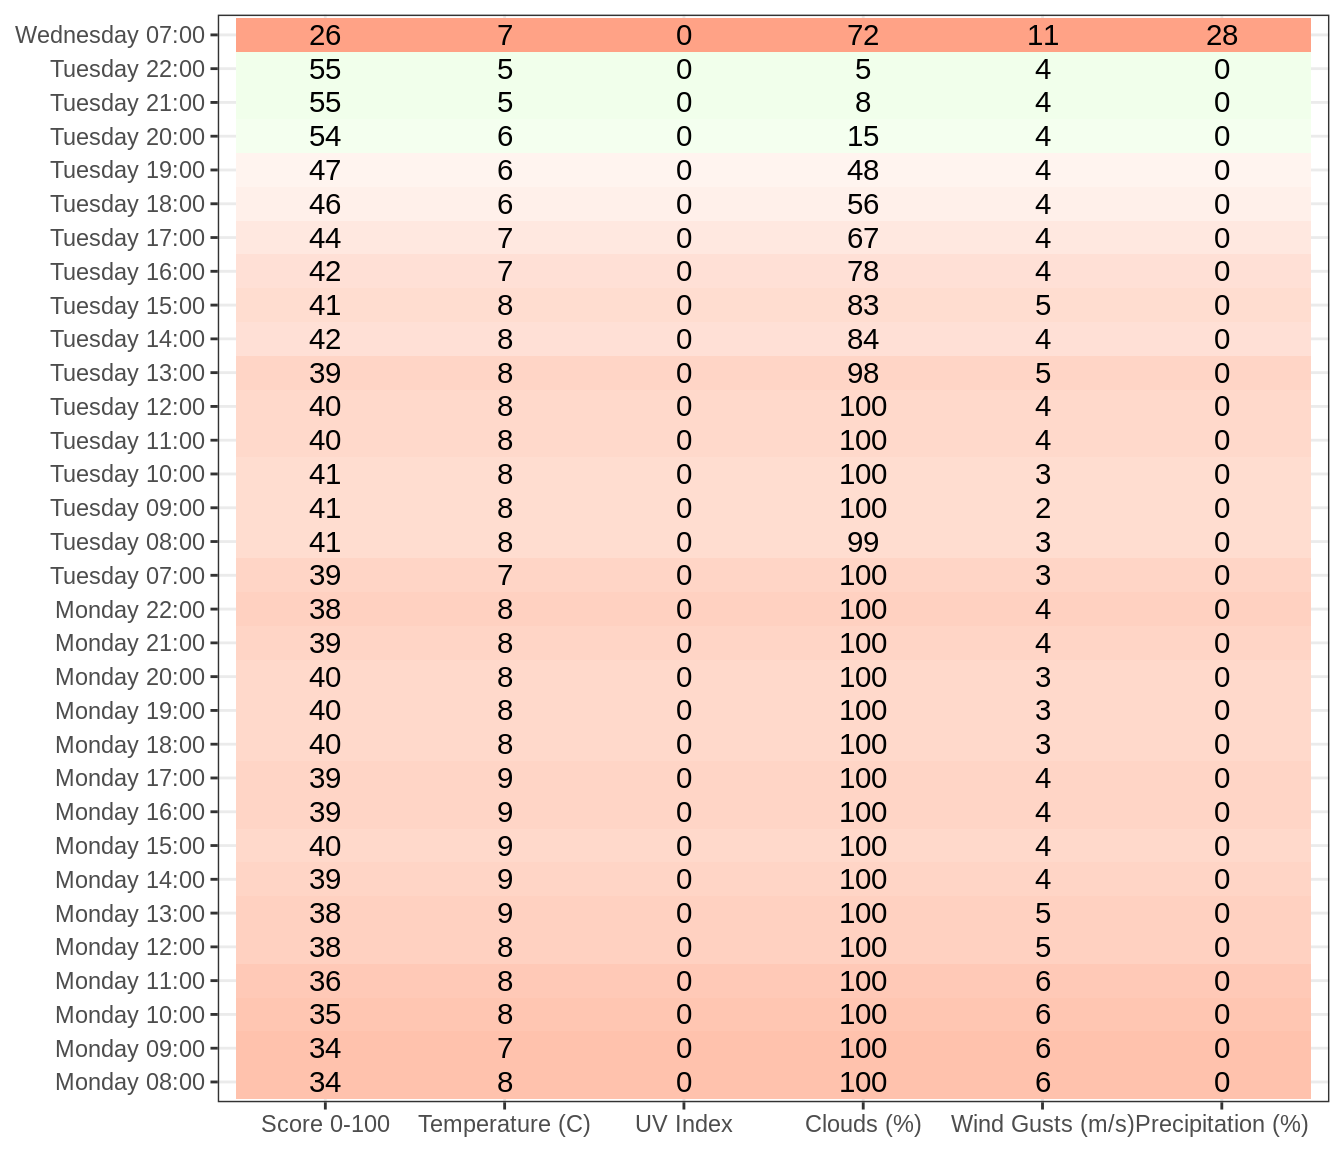 Wednesday 07:00 26 7 0 72 11 28
Tuesday 22:00 55 5 0 5 4 0
Tuesday 21:00 55 5 0 8 4 0
Tuesday 20:00 54 6 0 15 4 0
Tuesday 19:00 47 6 0 48 4 0
Tuesday 18:00 46 6 0 56 4 0
Tuesday 17:00 44 7 0 67 4 0
Tuesday 16:00 42 7 0 78 4 0
Tuesday 15:00 41 8 0 83 5 0
Tuesday 14:00 42 8 0 84 4 0
Tuesday 13:00 39 8 0 98 5 0
Tuesday 12:00 40 8 0 100 4 0
Tuesday 11:00 40 8 0 100 4 0
Tuesday 10:00 41 8 0 100 3 0
Tuesday 09:00 41 8 0 100 2 0
Tuesday 08:00 41 8 0 99 3 0
Tuesday 07:00 39 7 0 100 3 0
Monday 22:00 38 8 0 100 4 0
Monday 21:00 39 8 0 100 4 0
Monday 20:00 40 8 0 100 3 0
Monday 19:00 40 8 0 100 3 0
Monday 18:00 40 8 0 100 3 0
Monday 17:00 39 9 0 100 4 0
Monday 16:00 39 9 0 100 4 0
Monday 15:00 40 9 0 100 4 0
Monday 14:00 39 9 0 100 4 0
Monday 13:00 38 9 0 100 5 0
Monday 12:00 38 8 0 100 5 0
Monday 11:00 36 8 0 100 6 0
Monday 10:00 35 8 0 100 6 0
Monday 09:00 34 7 0 100 6 0
Monday 08:00 34 8 0 100 6 0
Score 0-100 Temperature (C) UV Index Clouds (%) Wind Gusts (m/s) Precipitation (%)